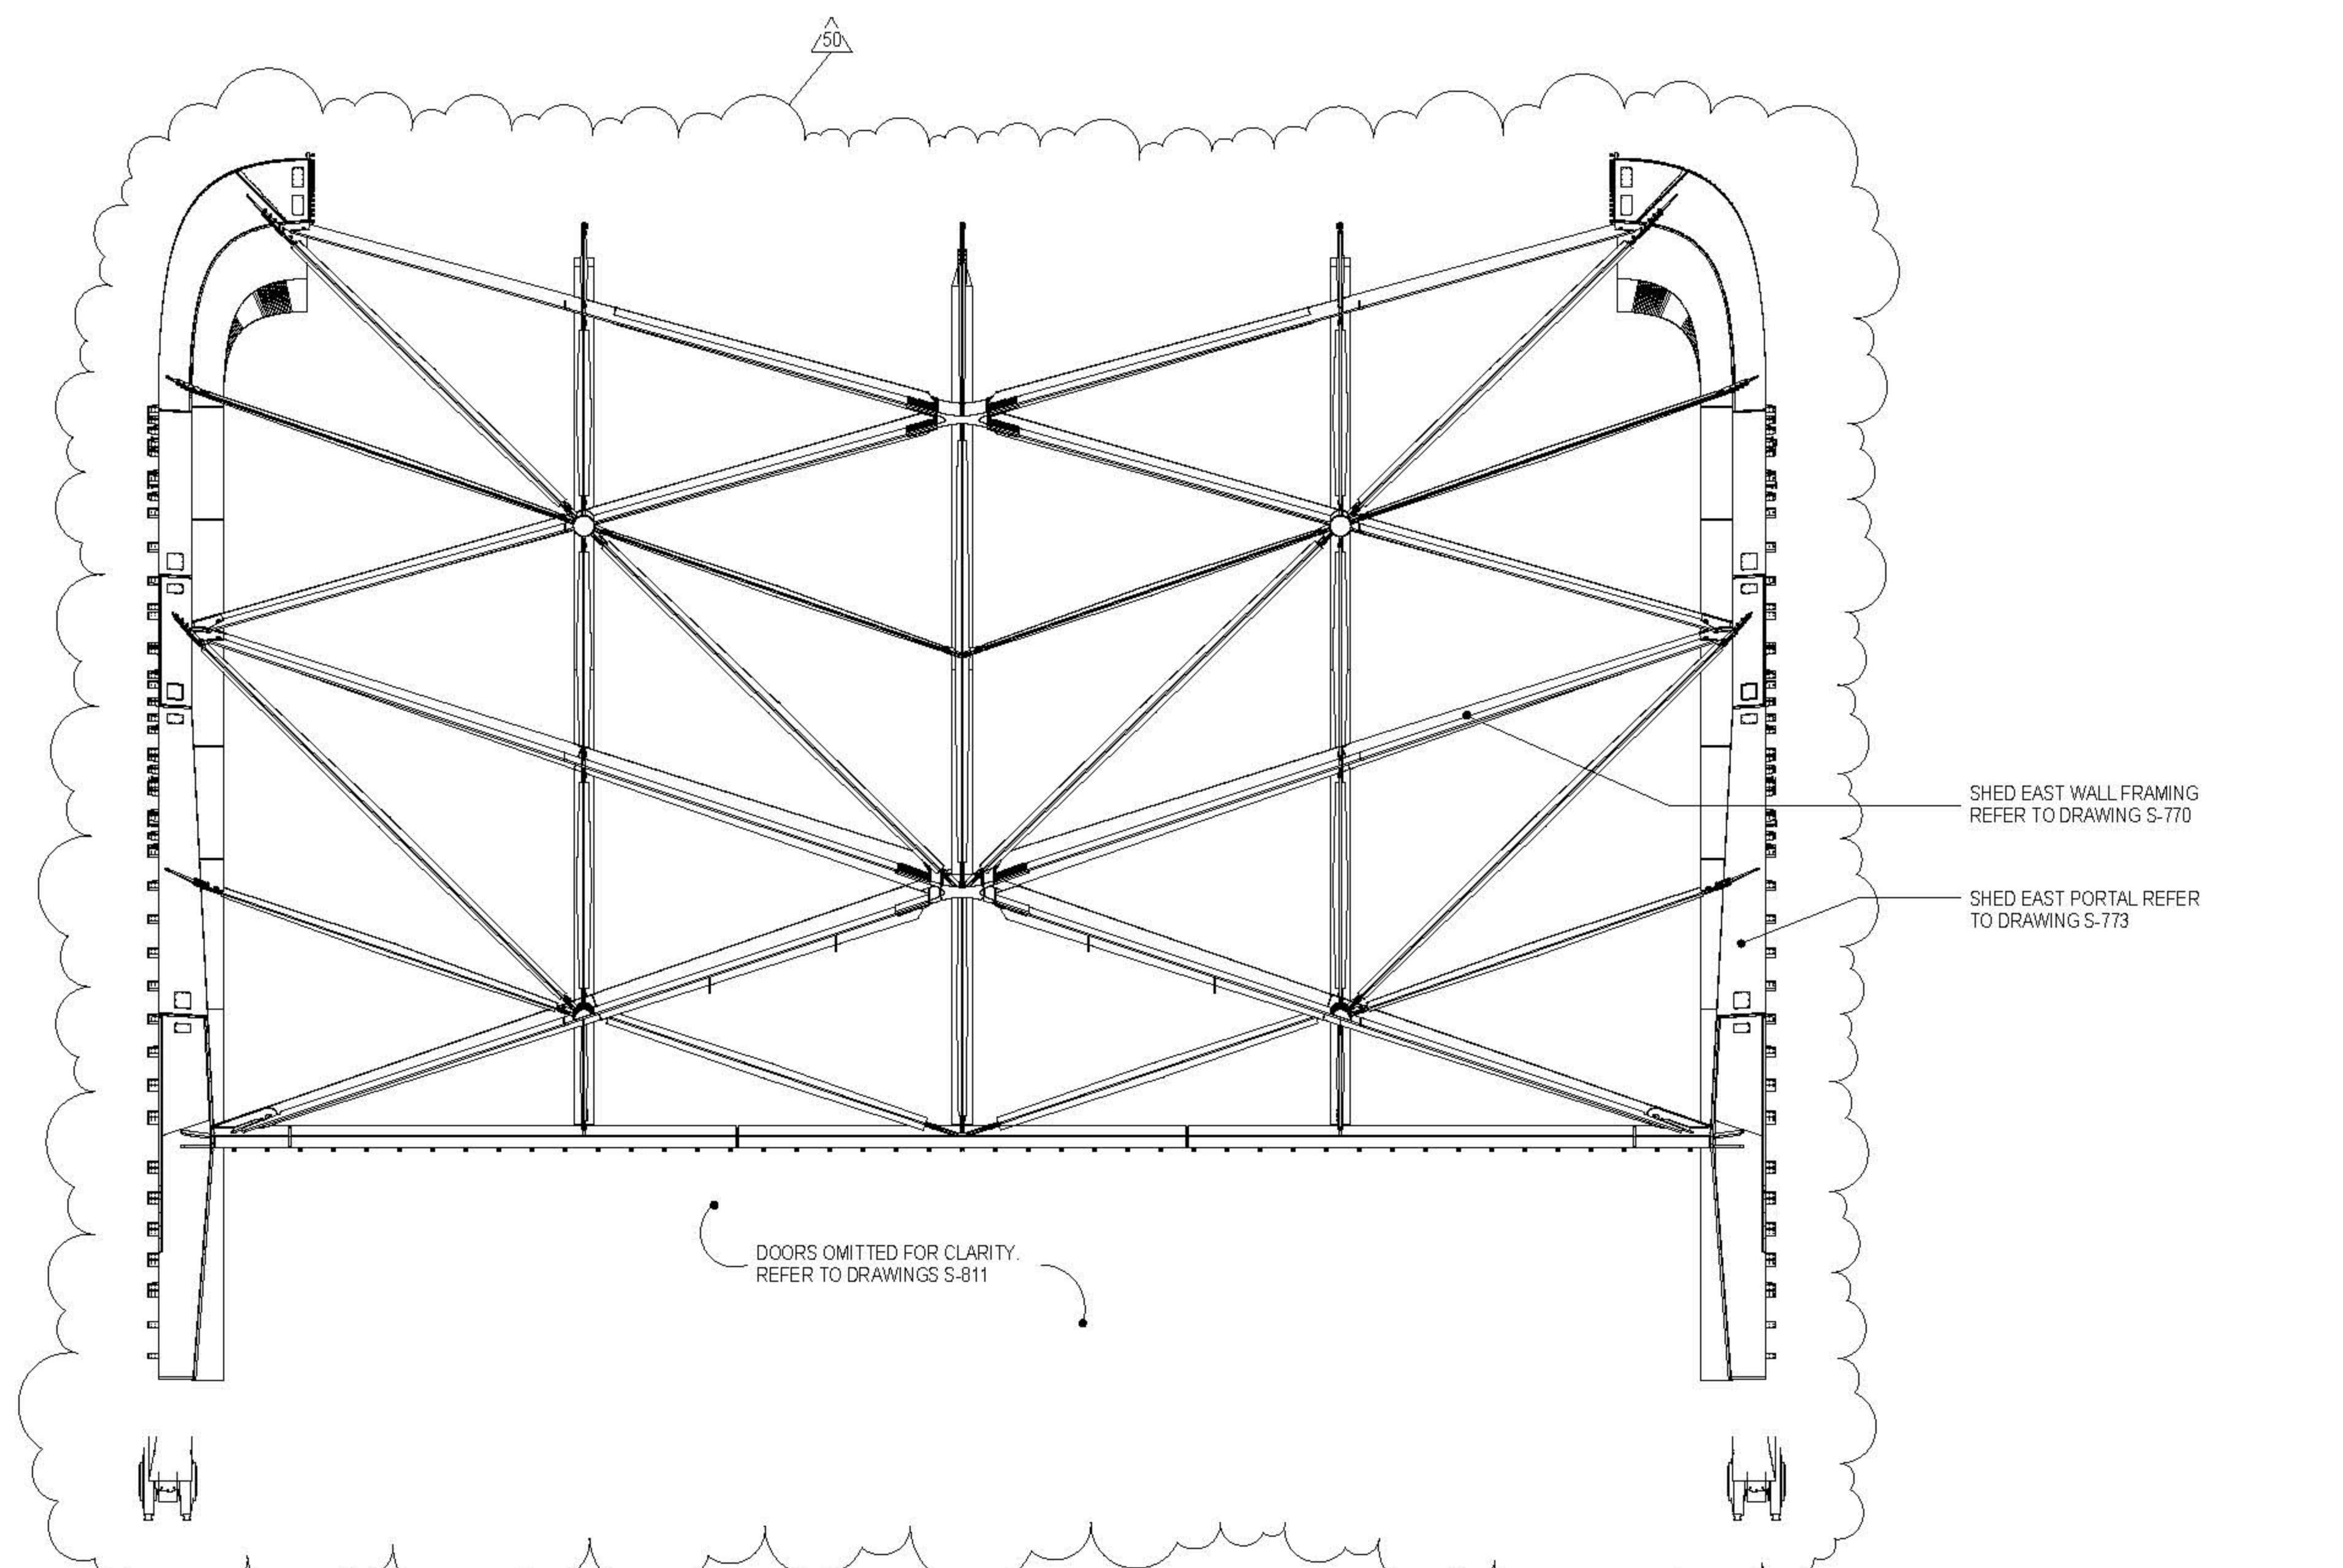 50
SHED EAST WALL FRAMING
REFER TO DRAWING S-770
SHED EAST PORTAL REFER
TO DRAWING S-773
DOORS OMITTED FOR CLARITY.
REFER TO DRAWINGS S-811